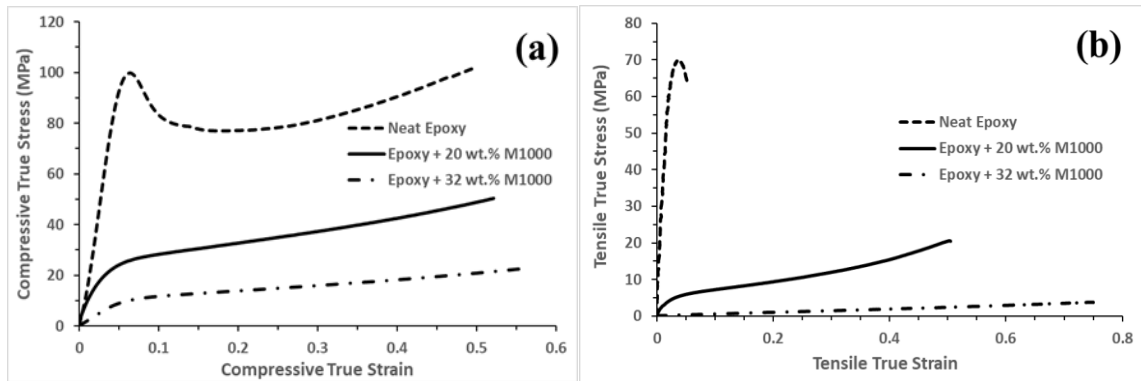 (a)
Compressive True Stress (MPa)
120
100
80
60
40
20
0
Neat Epoxy
Epoxy + 20 wt.% M1000
Epoxy + 32 wt.% M1000
0 0.1 0.2 0.3 0.4 0.5 0.6
Compressive True Strain
(b)
Tensile True Stress (MPa)
80
70
60
50
40
30
20
10
0
Neat Epoxy
Epoxy + 20 wt.% M1000
Epoxy + 32 wt.% M1000
0 0.2 0.4 0.6 0.8
Tensile True Strain